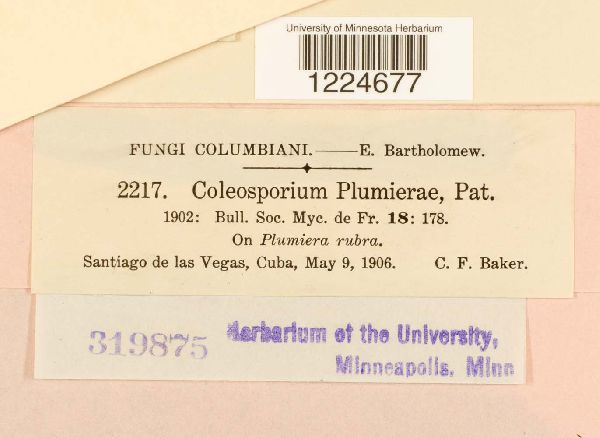 University of Minnesota Herbarium
1224677
FUNGI COLUMBIANI.——E. Bartholomew.
2217. Coleosporium Plumierae, Pat.
1902: Bull. Soc. Myc. de Fr. 18: 178.
On Plumiera rubra.
Santiago de las Vegas, Cuba, May 9, 1906. C. F. Baker.
319875 Herbarium of the University,
Minneapolis, Minn